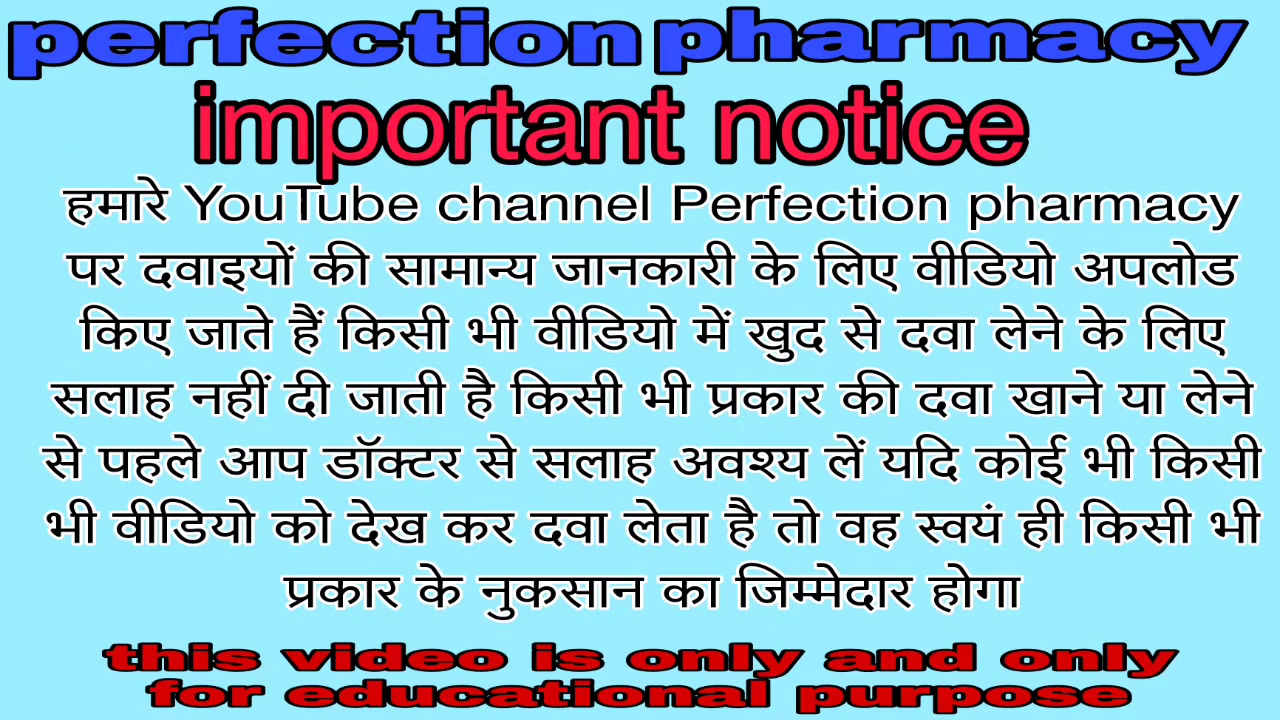 perfection pharmacy
important notice
हमारे YouTube channel Perfection pharmacy
पर दवाइयों की सामान्य जानकारी के लिए वीडियो अपलोड
किए जाते हैं किसी भी वीडियो में खुद से दवा लेने के लिए
सलाह नहीं दी जाती है किसी भी प्रकार की दवा खाने या लेने
से पहले आप डॉक्टर से सलाह अवश्य लें यदि कोई भी किसी
भी वीडियो को देख कर दवा लेता है तो वह स्वयं ही किसी भी
प्रकार के नुकसान का जिम्मेदार होगा
this video is only and only
for educational purpose